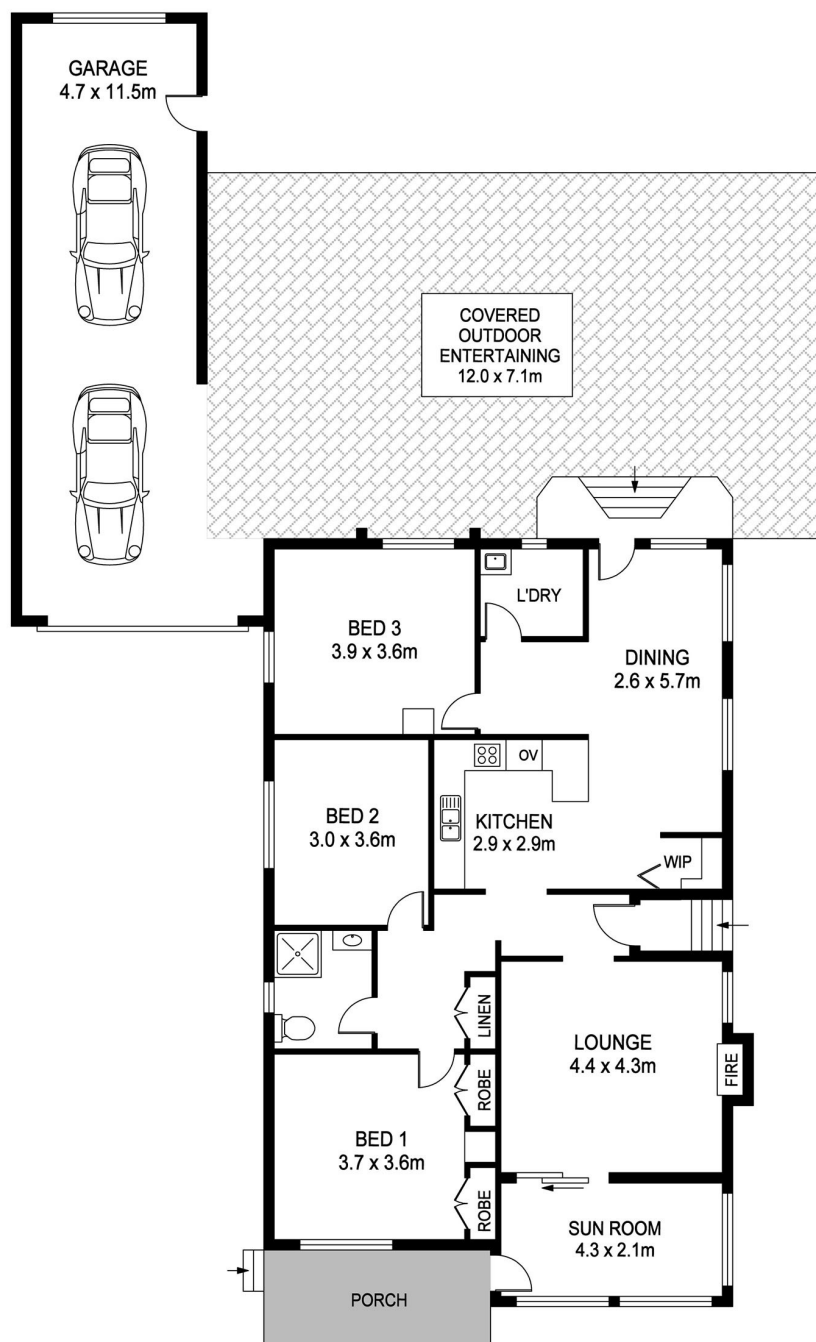 GARAGE
4.7 x 11.5m
COVERED
OUTDOOR
ENTERTAINING
12.0 x 7.1m
L'DRY
BED 3
3.9 x 3.6m
DINING
2.6 x 5.7m
OV
BED 2
3.0 x 3.6m
KITCHEN
2.9 x 2.9m
WIP
LINEN
LOUNGE
4.4 x 4.3m
FIRE
ROBE
BED 1
3.7 x 3.6m
ROBE
SUN ROOM
4.3 x 2.1m
PORCH